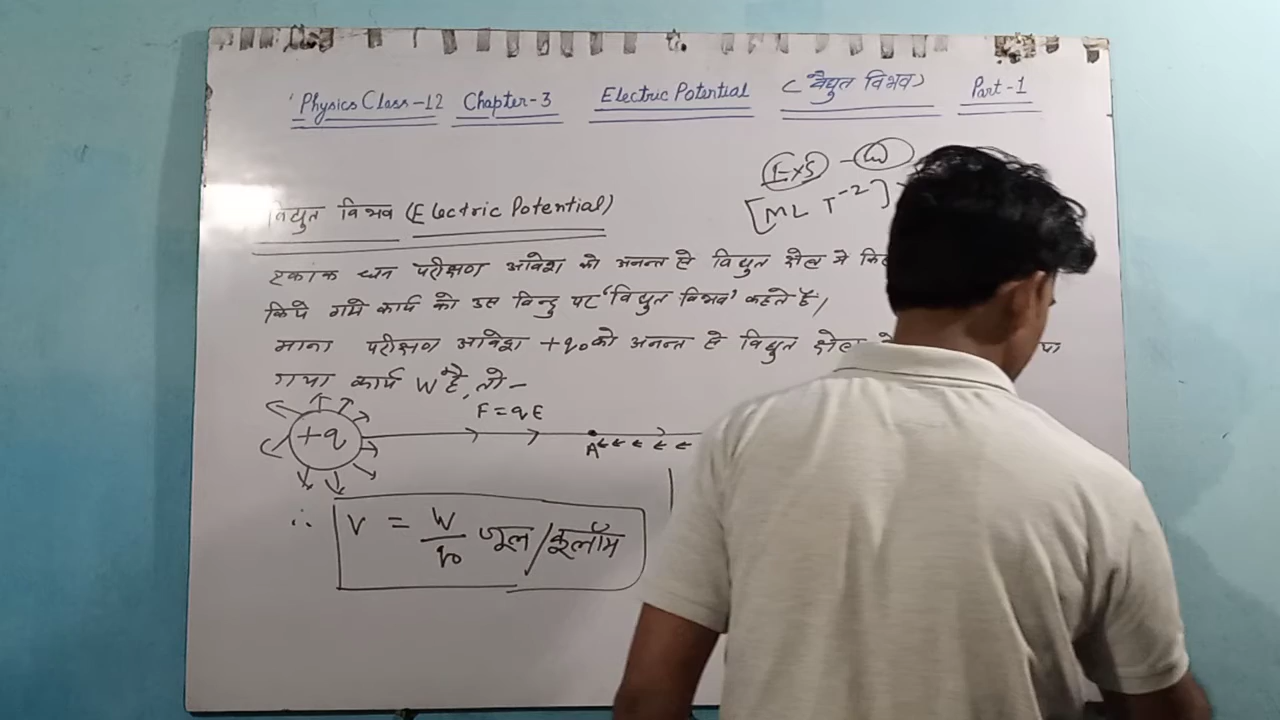 Physics Class-12 Chapter-3 Electric Potential (वैद्युत विभव) Part-1
F×S - W
[ML T⁻²]
विद्युत विभव (Electric Potential)
एकांक धन परीक्षण आवेश को अनन्त से विद्युत क्षेत्र मे
किये गये कार्य को उस बिन्दु पर 'विद्युत विभव' कहते है,
माना परीक्षण आवेश +q₀ को अनन्त से विद्युत क्षेत्र
गया कार्य W है, तो -
F = qE
+q
A
∴ V = W/q₀ जूल/कूलॉम